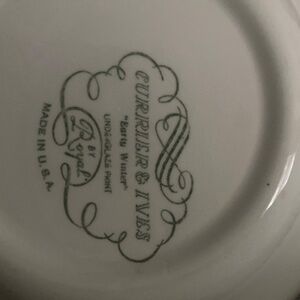 CURRIER & IVES
"Early Winter"
UNDERGLAZE PRINT
BY
Royal
MADE IN U.S.A.